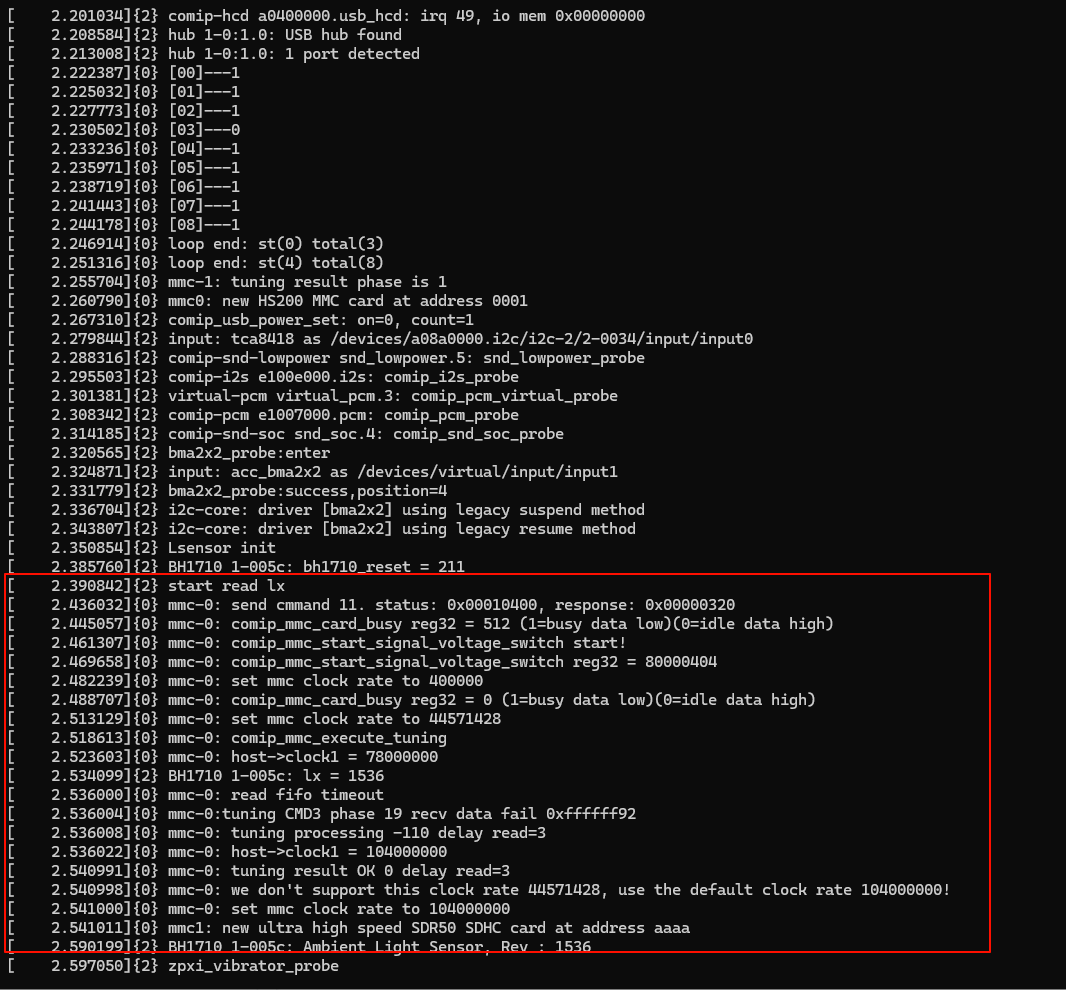 [    2.201034]{2} comip-hcd a0400000.usb_hcd: irq 49, io mem 0x00000000
[    2.208584]{2} hub 1-0:1.0: USB hub found
[    2.213008]{2} hub 1-0:1.0: 1 port detected
[    2.222387]{0} [00]---1
[    2.225032]{0} [01]---1
[    2.227773]{0} [02]---1
[    2.230502]{0} [03]---0
[    2.233236]{0} [04]---1
[    2.235971]{0} [05]---1
[    2.238719]{0} [06]---1
[    2.241443]{0} [07]---1
[    2.244178]{0} [08]---1
[    2.246914]{0} loop end: st(0) total(3)
[    2.251316]{0} loop end: st(4) total(8)
[    2.255704]{0} mmc-1: tuning result phase is 1
[    2.260790]{0} mmc0: new HS200 MMC card at address 0001
[    2.267310]{2} comip_usb_power_set: on=0, count=1
[    2.279844]{2} input: tca8418 as /devices/a08a0000.i2c/i2c-2/2-0034/input/input0
[    2.288316]{2} comip-snd-lowpower snd_lowpower.5: snd_lowpower_probe
[    2.295503]{2} comip-i2s e100e000.i2s: comip_i2s_probe
[    2.301381]{2} virtual-pcm virtual_pcm.3: comip_pcm_virtual_probe
[    2.308342]{2} comip-pcm e1007000.pcm: comip_pcm_probe
[    2.314185]{2} comip-snd-soc snd_soc.4: comip_snd_soc_probe
[    2.320565]{2} bma2x2_probe:enter
[    2.324871]{2} input: acc_bma2x2 as /devices/virtual/input/input1
[    2.331779]{2} bma2x2_probe:success,position=4
[    2.336704]{2} i2c-core: driver [bma2x2] using legacy suspend method
[    2.343807]{2} i2c-core: driver [bma2x2] using legacy resume method
[    2.350854]{2} Lsensor init
[    2.385760]{2} BH1710 1-005c: bh1710_reset = 211
[    2.390842]{2} start read lx
[    2.436032]{0} mmc-0: send cmmand 11. status: 0x00010400, response: 0x00000320
[    2.445057]{0} mmc-0: comip_mmc_card_busy reg32 = 512 (1=busy data low)(0=idle data high)
[    2.461307]{0} mmc-0: comip_mmc_start_signal_voltage_switch start!
[    2.469658]{0} mmc-0: comip_mmc_start_signal_voltage_switch reg32 = 80000404
[    2.482239]{0} mmc-0: set mmc clock rate to 400000
[    2.488707]{0} mmc-0: comip_mmc_card_busy reg32 = 0 (1=busy data low)(0=idle data high)
[    2.513129]{0} mmc-0: set mmc clock rate to 44571428
[    2.518613]{0} mmc-0: comip_mmc_execute_tuning
[    2.523603]{0} mmc-0: host->clock1 = 78000000
[    2.534099]{2} BH1710 1-005c: lx = 1536
[    2.536000]{0} mmc-0: read fifo timeout
[    2.536004]{0} mmc-0:tuning CMD3 phase 19 recv data fail 0xffffff92
[    2.536008]{0} mmc-0: tuning processing -110 delay read=3
[    2.536022]{0} mmc-0: host->clock1 = 104000000
[    2.540991]{0} mmc-0: tuning result OK 0 delay read=3
[    2.540998]{0} mmc-0: we don't support this clock rate 44571428, use the default clock rate 104000000!
[    2.541000]{0} mmc-0: set mmc clock rate to 104000000
[    2.541011]{0} mmc1: new ultra high speed SDR50 SDHC card at address aaaa
[    2.590199]{2} BH1710 1-005c: Ambient Light Sensor, Rev : 1536
[    2.597050]{2} zpxi_vibrator_probe